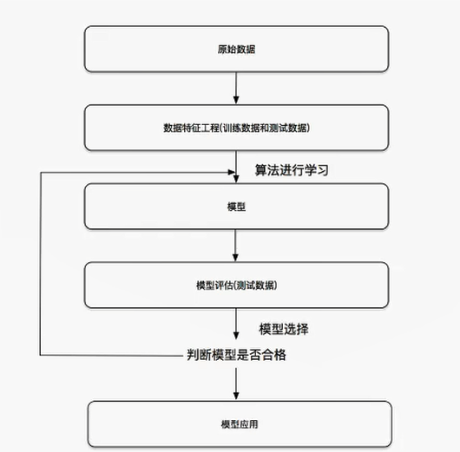 原始数据
数据特征工程(训练数据和测试数据)
算法进行学习
模型
模型评估(测试数据)
模型选择
判断模型是否合格
模型应用